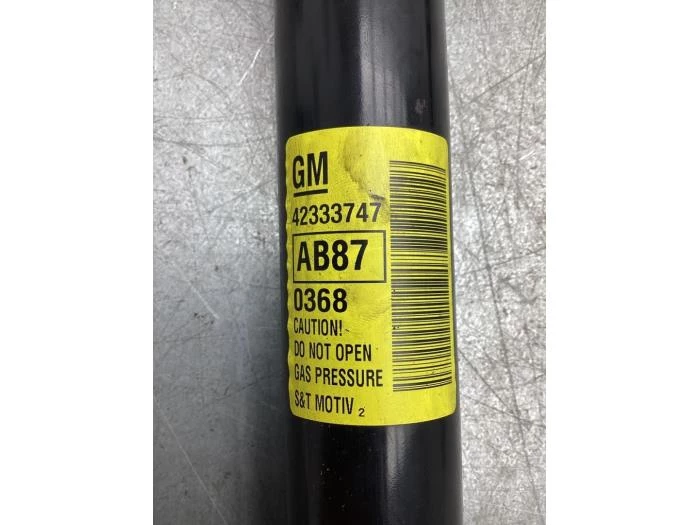 GM
42333747
AB87
0368
CAUTION!
DO NOT OPEN
GAS PRESSURE
S&T MOTIV 2